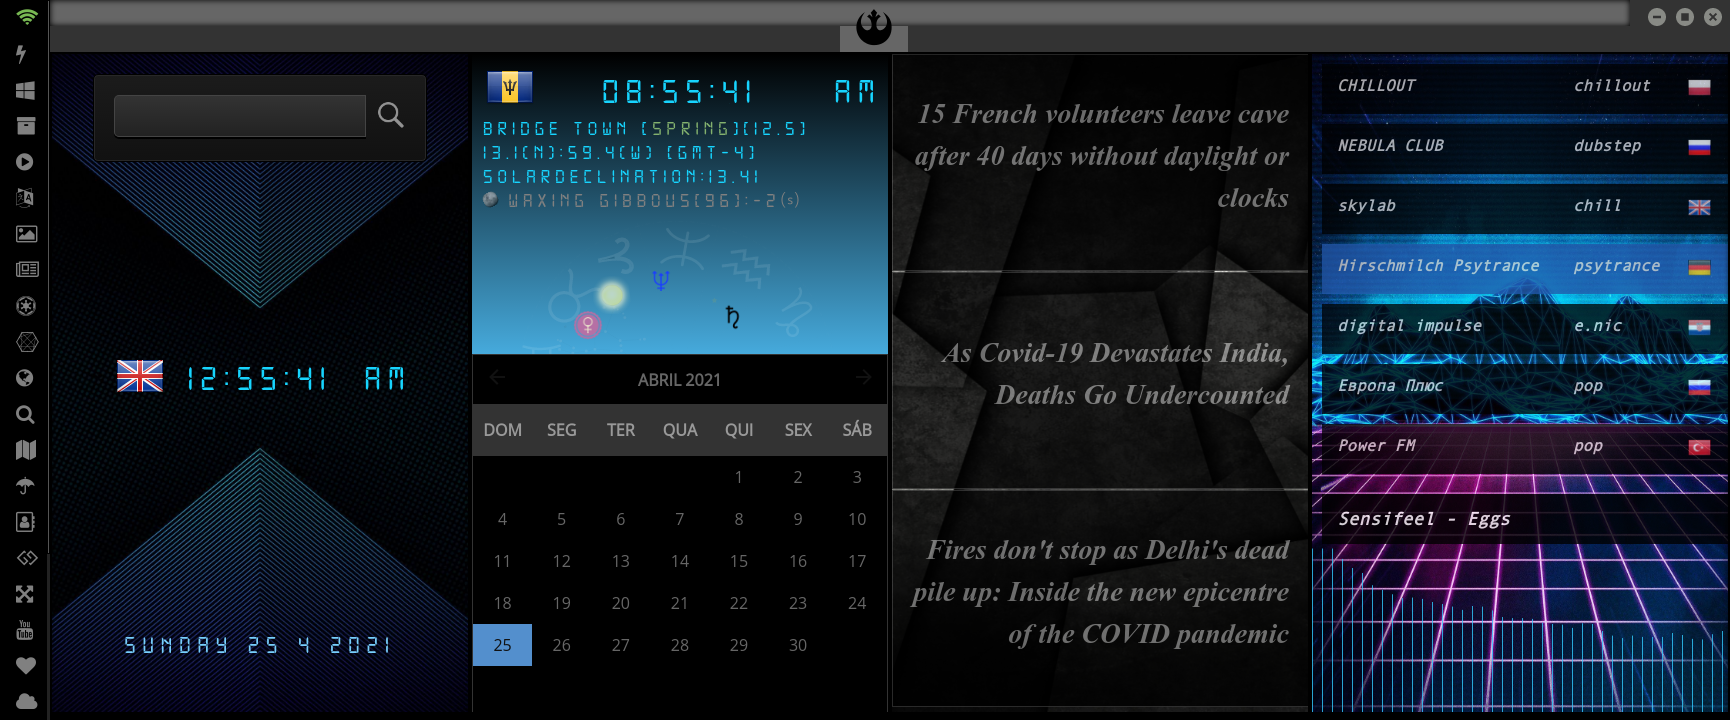 12:55:41 AM
SUNDAY 25 4 2021
08:55:41 AM
BRIDGE TOWN [SPRING][12.5]
13.1(N):59.4(W) [GMT-4]
SOLARDECLINATION:13.41
WAXING GIBBOUS[96]:-2(s)
ABRIL 2021
DOM SEG TER QUA QUI SEX SÁB
1 2 3
4 5 6 7 8 9 10
11 12 13 14 15 16 17
18 19 20 21 22 23 24
25 26 27 28 29 30
15 French volunteers leave cave
after 40 days without daylight or
clocks
As Covid-19 Devastates India,
Deaths Go Undercounted
Fires don't stop as Delhi's dead
pile up: Inside the new epicentre
of the COVID pandemic
CHILLOUT chillout
NEBULA CLUB dubstep
skylab chill
Hirschmilch Psytrance psytrance
digital impulse e.nic
Европа Плюс pop
Power FM pop
Sensifeel - Eggs
You
Tube